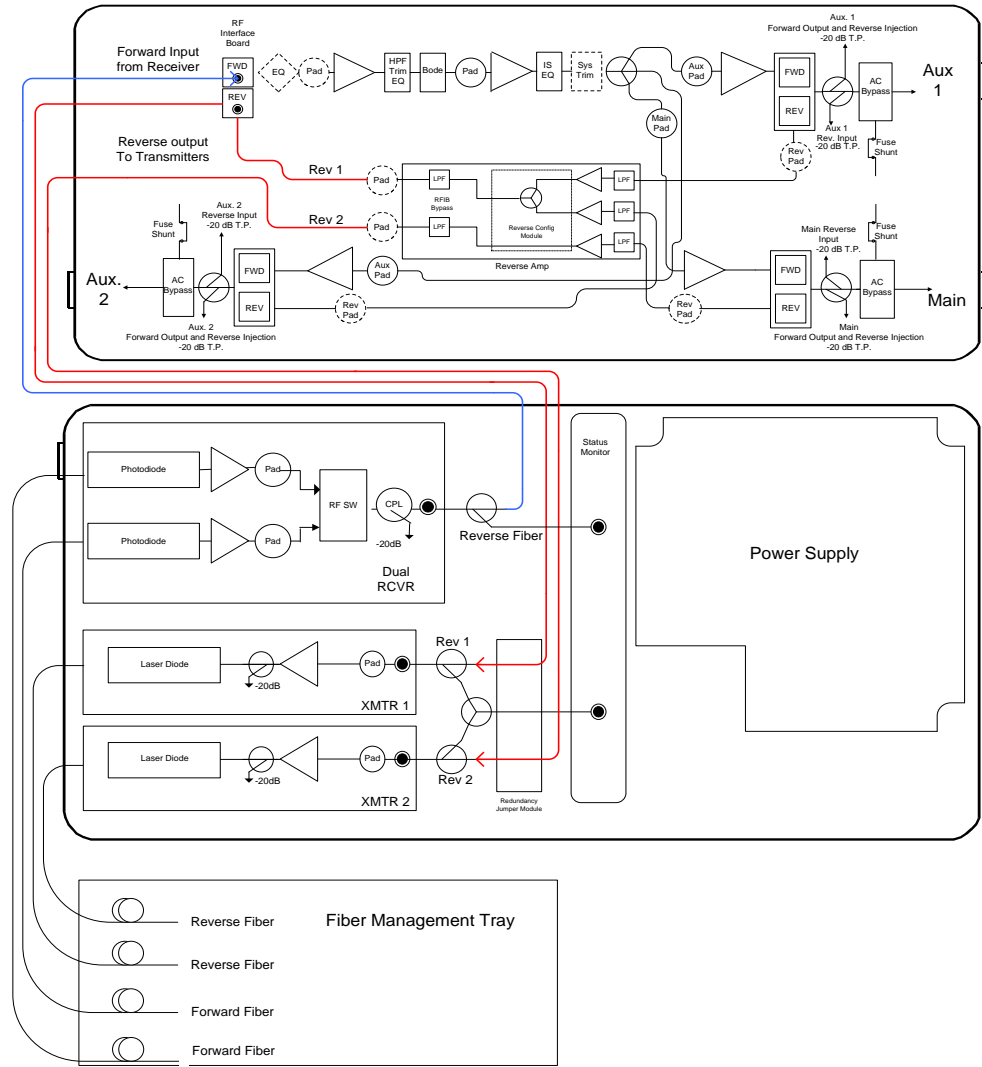 RF
Interface
Board
Forward Input
from Receiver
FWD
REV
EQ
Pad
HPF
Trim
EQ
Bode
Pad
IS
EQ
Sys
Trim
Aux
Pad
Main
Pad
Aux. 1
Forward Output and Reverse Injection
-20 dB T.P.
FWD
REV
AC
Bypass
Aux
1
Aux 1
Rev. Input
-20 dB T.P.
Fuse
Shunt
Rev
Pad
Reverse output
To Transmitters
Rev 1
Pad
LPF
RFIB
Bypass
Rev 2
Pad
LPF
Reverse Config
Module
LPF
LPF
LPF
Reverse Amp
Aux. 2
Reverse Input
-20 dB T.P.
Fuse
Shunt
Aux.
2
AC
Bypass
FWD
REV
Aux
Pad
Rev
Pad
Aux. 2
Forward Output and Reverse Injection
-20 dB T.P.
Rev
Pad
Main Reverse
Input
-20 dB T.P.
Fuse
Shunt
FWD
REV
AC
Bypass
Main
Main
Forward Output and Reverse Injection
-20 dB T.P.
Photodiode
Pad
RF SW
CPL
-20dB
Photodiode
Pad
Dual
RCVR
Reverse Fiber
Status
Monitor
Power Supply
Laser Diode
-20dB
Pad
XMTR 1
Rev 1
Laser Diode
-20dB
Pad
XMTR 2
Rev 2
Redundancy
Jumper Module
Fiber Management Tray
Reverse Fiber
Reverse Fiber
Forward Fiber
Forward Fiber